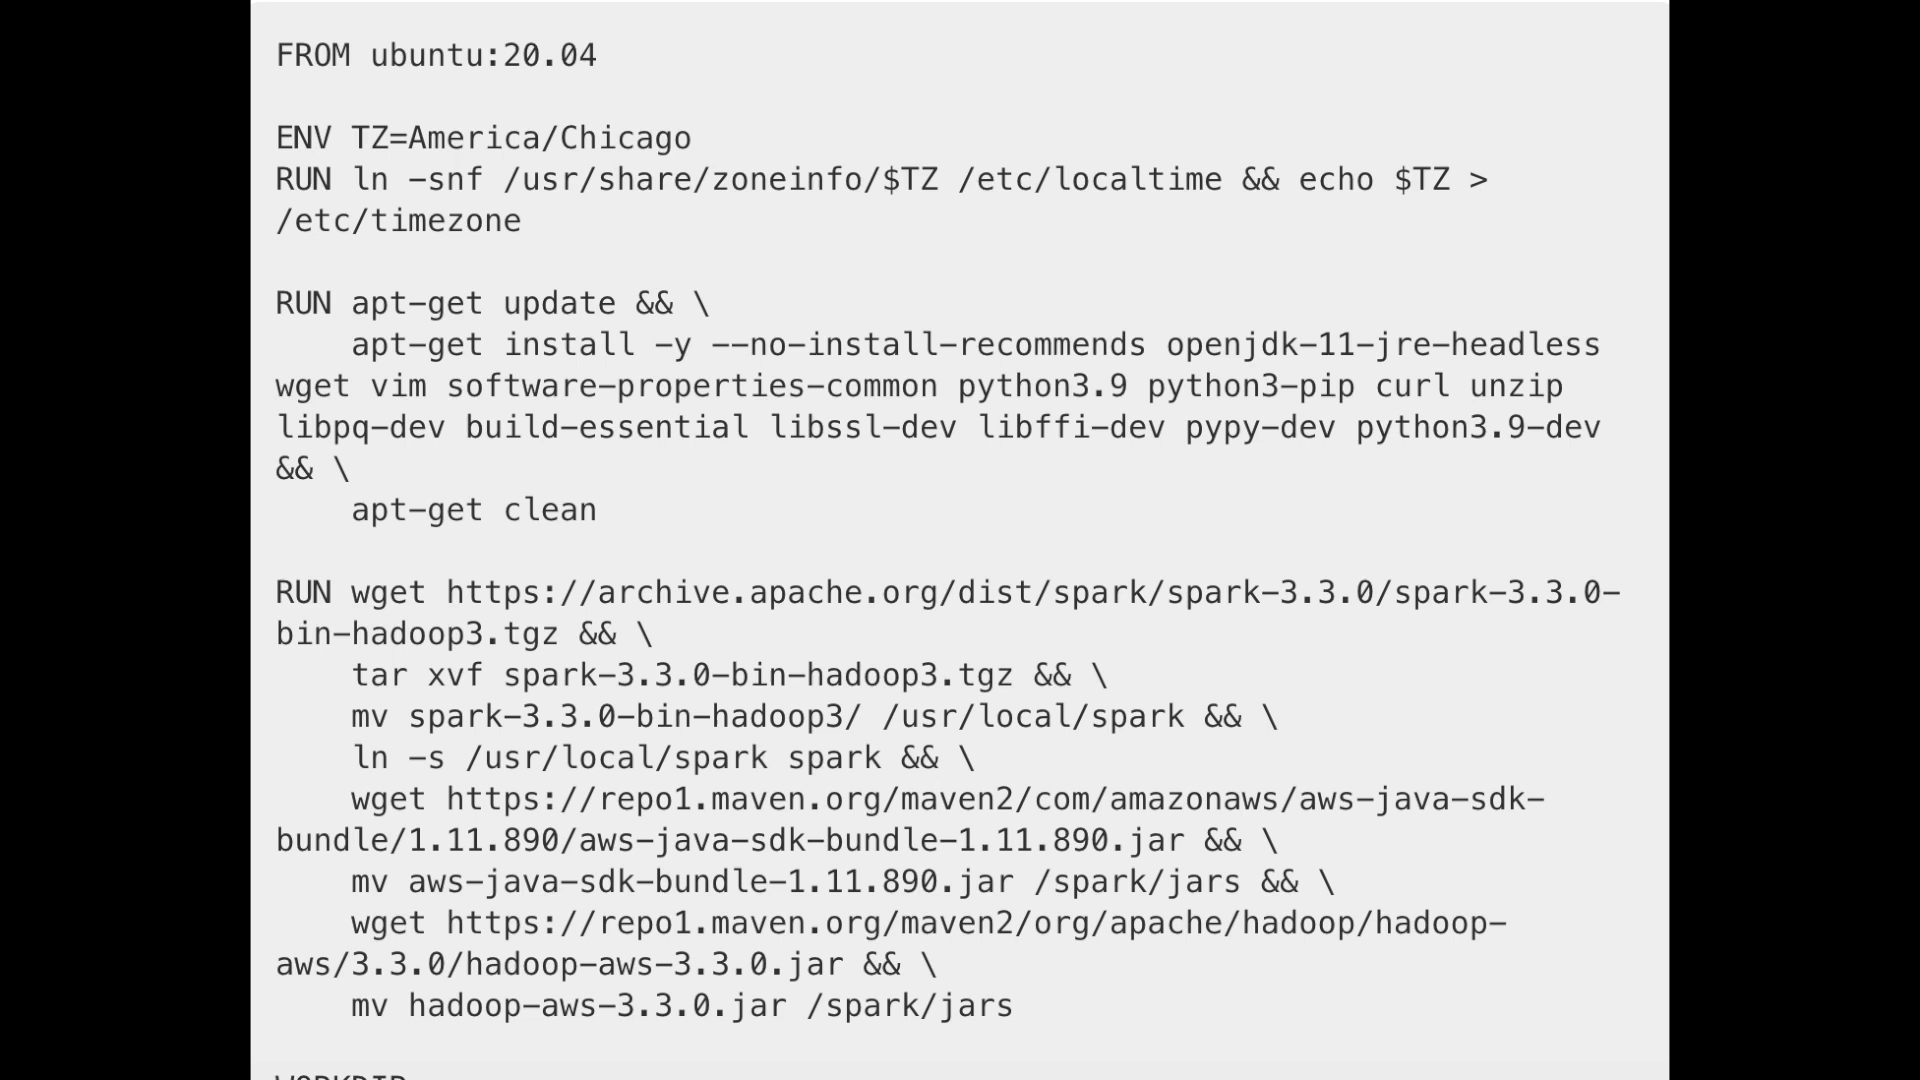 FROM ubuntu:20.04
ENV TZ=America/Chicago
RUN ln -snf /usr/share/zoneinfo/$TZ /etc/localtime && echo $TZ >
/etc/timezone
RUN apt-get update && \
    apt-get install -y --no-install-recommends openjdk-11-jre-headless
wget vim software-properties-common python3.9 python3-pip curl unzip
libpq-dev build-essential libssl-dev libffi-dev pypy-dev python3.9-dev
&& \
    apt-get clean
RUN wget https://archive.apache.org/dist/spark/spark-3.3.0/spark-3.3.0-
bin-hadoop3.tgz && \
    tar xvf spark-3.3.0-bin-hadoop3.tgz && \
    mv spark-3.3.0-bin-hadoop3/ /usr/local/spark && \
    ln -s /usr/local/spark spark && \
    wget https://repo1.maven.org/maven2/com/amazonaws/aws-java-sdk-
bundle/1.11.890/aws-java-sdk-bundle-1.11.890.jar && \
    mv aws-java-sdk-bundle-1.11.890.jar /spark/jars && \
    wget https://repo1.maven.org/maven2/org/apache/hadoop/hadoop-
aws/3.3.0/hadoop-aws-3.3.0.jar && \
    mv hadoop-aws-3.3.0.jar /spark/jars
WORKDIR